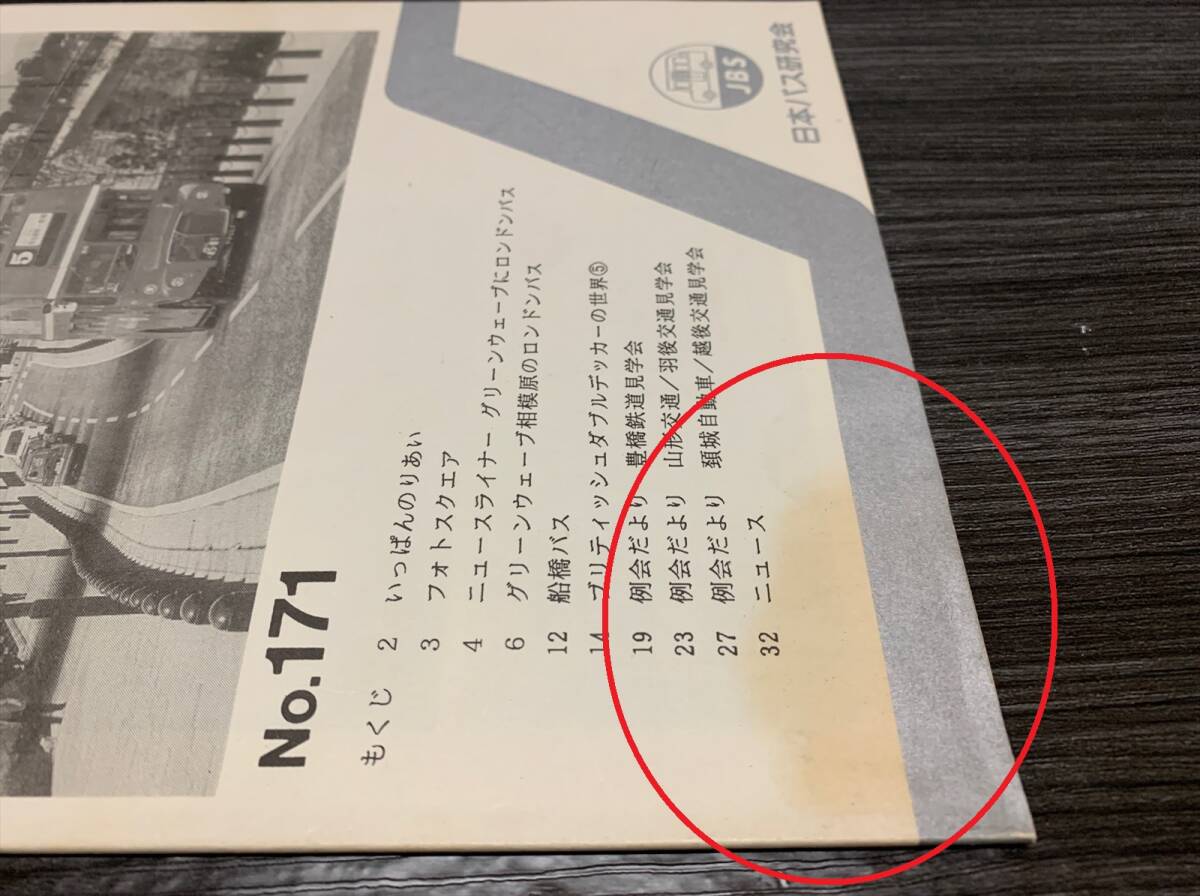 5
No.171
もくじ
2 いっぱんのりあい
3 フォトスクエア
4 ニュースライナー グリーンウェーブにロンドンバス
6 グリーンウェーブ相模原のロンドンバス
12 船橋バス
14 ブリティッシュダブルデッカーの世界⑤
19 例会だより 豊橋鉄道見学会
23 例会だより 山形交通/羽後交通見学会
27 例会だより 頚城自動車/越後交通見学会
32 ニュース
JBS
日本バス研究会